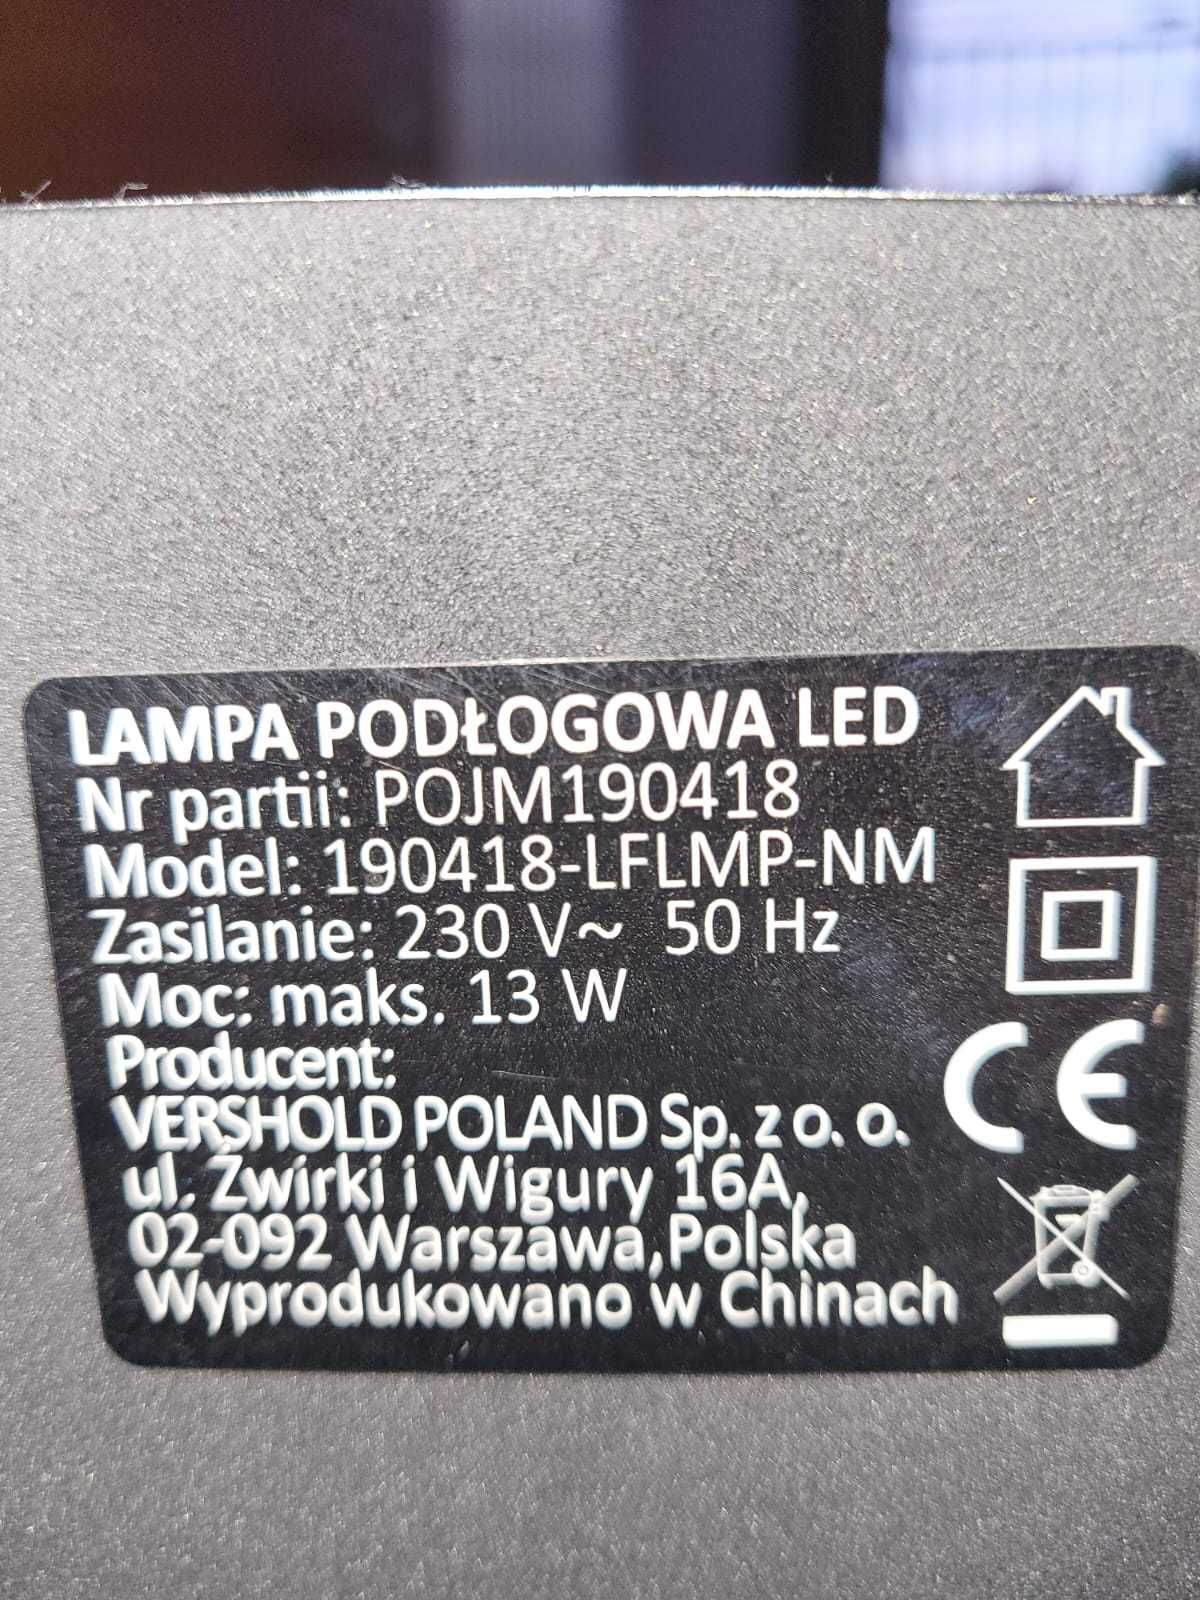 LAMPA PODŁOGOWA LED
Nr partii: POJM190418
Model: 190418-LFLMP-NM
Zasilanie: 230 V~ 50 Hz
Moc: maks. 13 W
Producent:
VERSHOLD POLAND Sp. z o. o.
ul. Żwirki i Wigury 16A,
02-092 Warszawa,Polska
Wyprodukowano w Chinach
CE